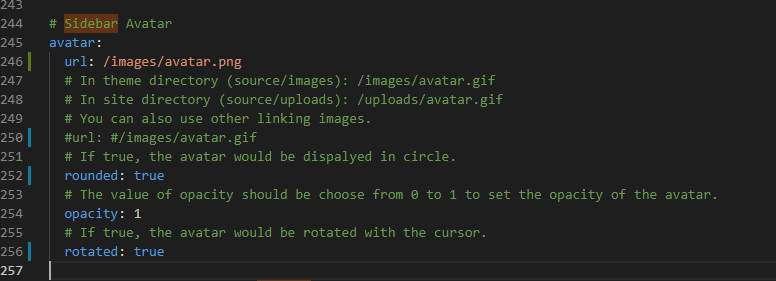 243
244 # Sidebar Avatar
245 avatar:
246 url: /images/avatar.png
247 # In theme directory (source/images): /images/avatar.gif
248 # In site directory (source/uploads): /uploads/avatar.gif
249 # You can also use other linking images.
250 #url: #/images/avatar.gif
251 # If true, the avatar would be dispalyed in circle.
252 rounded: true
253 # The value of opacity should be choose from 0 to 1 to set the opacity of the avatar.
254 opacity: 1
255 # If true, the avatar would be rotated with the cursor.
256 rotated: true
257